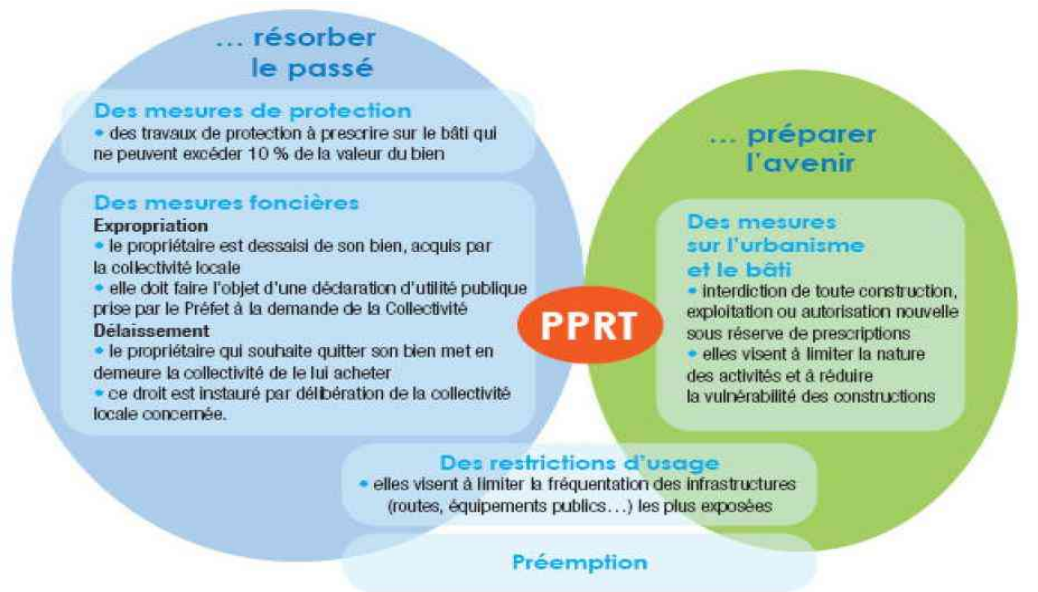 ... résorber
le passé
Des mesures de protection
• des travaux de protection à prescrire sur le bâti qui
ne peuvent excéder 10 % de la valeur du bien
Des mesures foncières
Expropriation
• le propriétaire est dessaisi de son bien, acquis par
la collectivité locale
• elle doit faire l'objet d'une déclaration d'utilité publique
prise par le Préfet à la demande de la Collectivité
Délaissement
• le propriétaire qui souhaite quitter son bien met en
demeure la collectivité de le lui acheter
• ce droit est instauré par délibération de la collectivité
locale concernée.
PPRT
... préparer
l'avenir
Des mesures
sur l'urbanisme
et le bâti
• interdiction de toute construction,
exploitation ou autorisation nouvelle
sous réserve de prescriptions
• elles visent à limiter la nature
des activités et à réduire
la vulnérabilité des constructions
Des restrictions d'usage
• elles visent à limiter la fréquentation des infrastructures
(routes, équipements publics...) les plus exposées
Préemption